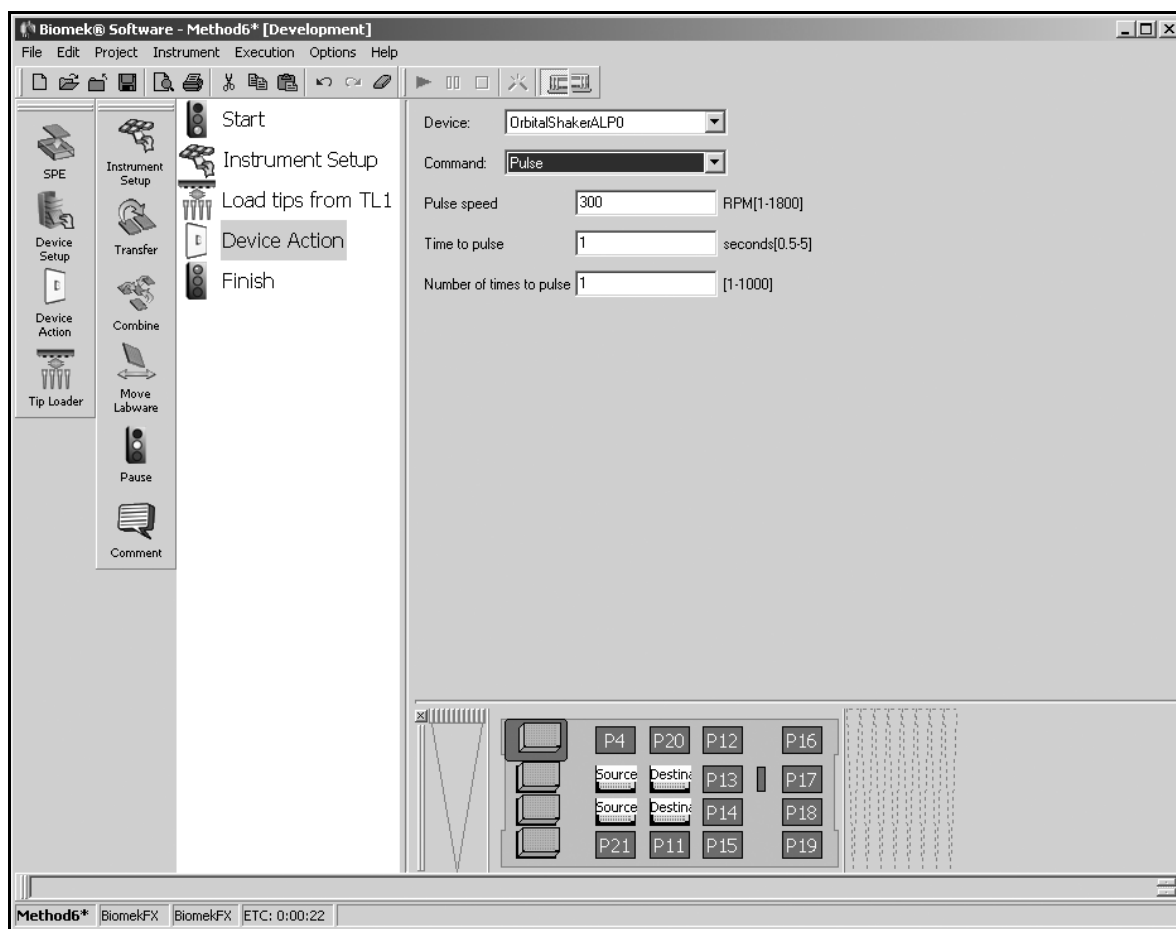 Biomek® Software - Method6* [Development]
File Edit Project Instrument Execution Options Help
SPE
Device
Setup
Device
Action
Tip Loader
Instrument
Setup
Transfer
Combine
Move
Labware
Pause
Comment
Start
Instrument Setup
Load tips from TL1
Device Action
Finish
Device: OrbitalShakerALP0
Command: Pulse
Pulse speed 300 RPM[1-1800]
Time to pulse 1 seconds[0.5-5]
Number of times to pulse 1 [1-1000]
P4 P20 P12 P16
Source Destina P13 P17
Source Destina P14 P18
P21 P11 P15 P19
Method6* BiomekFX BiomekFX ETC: 0:00:22